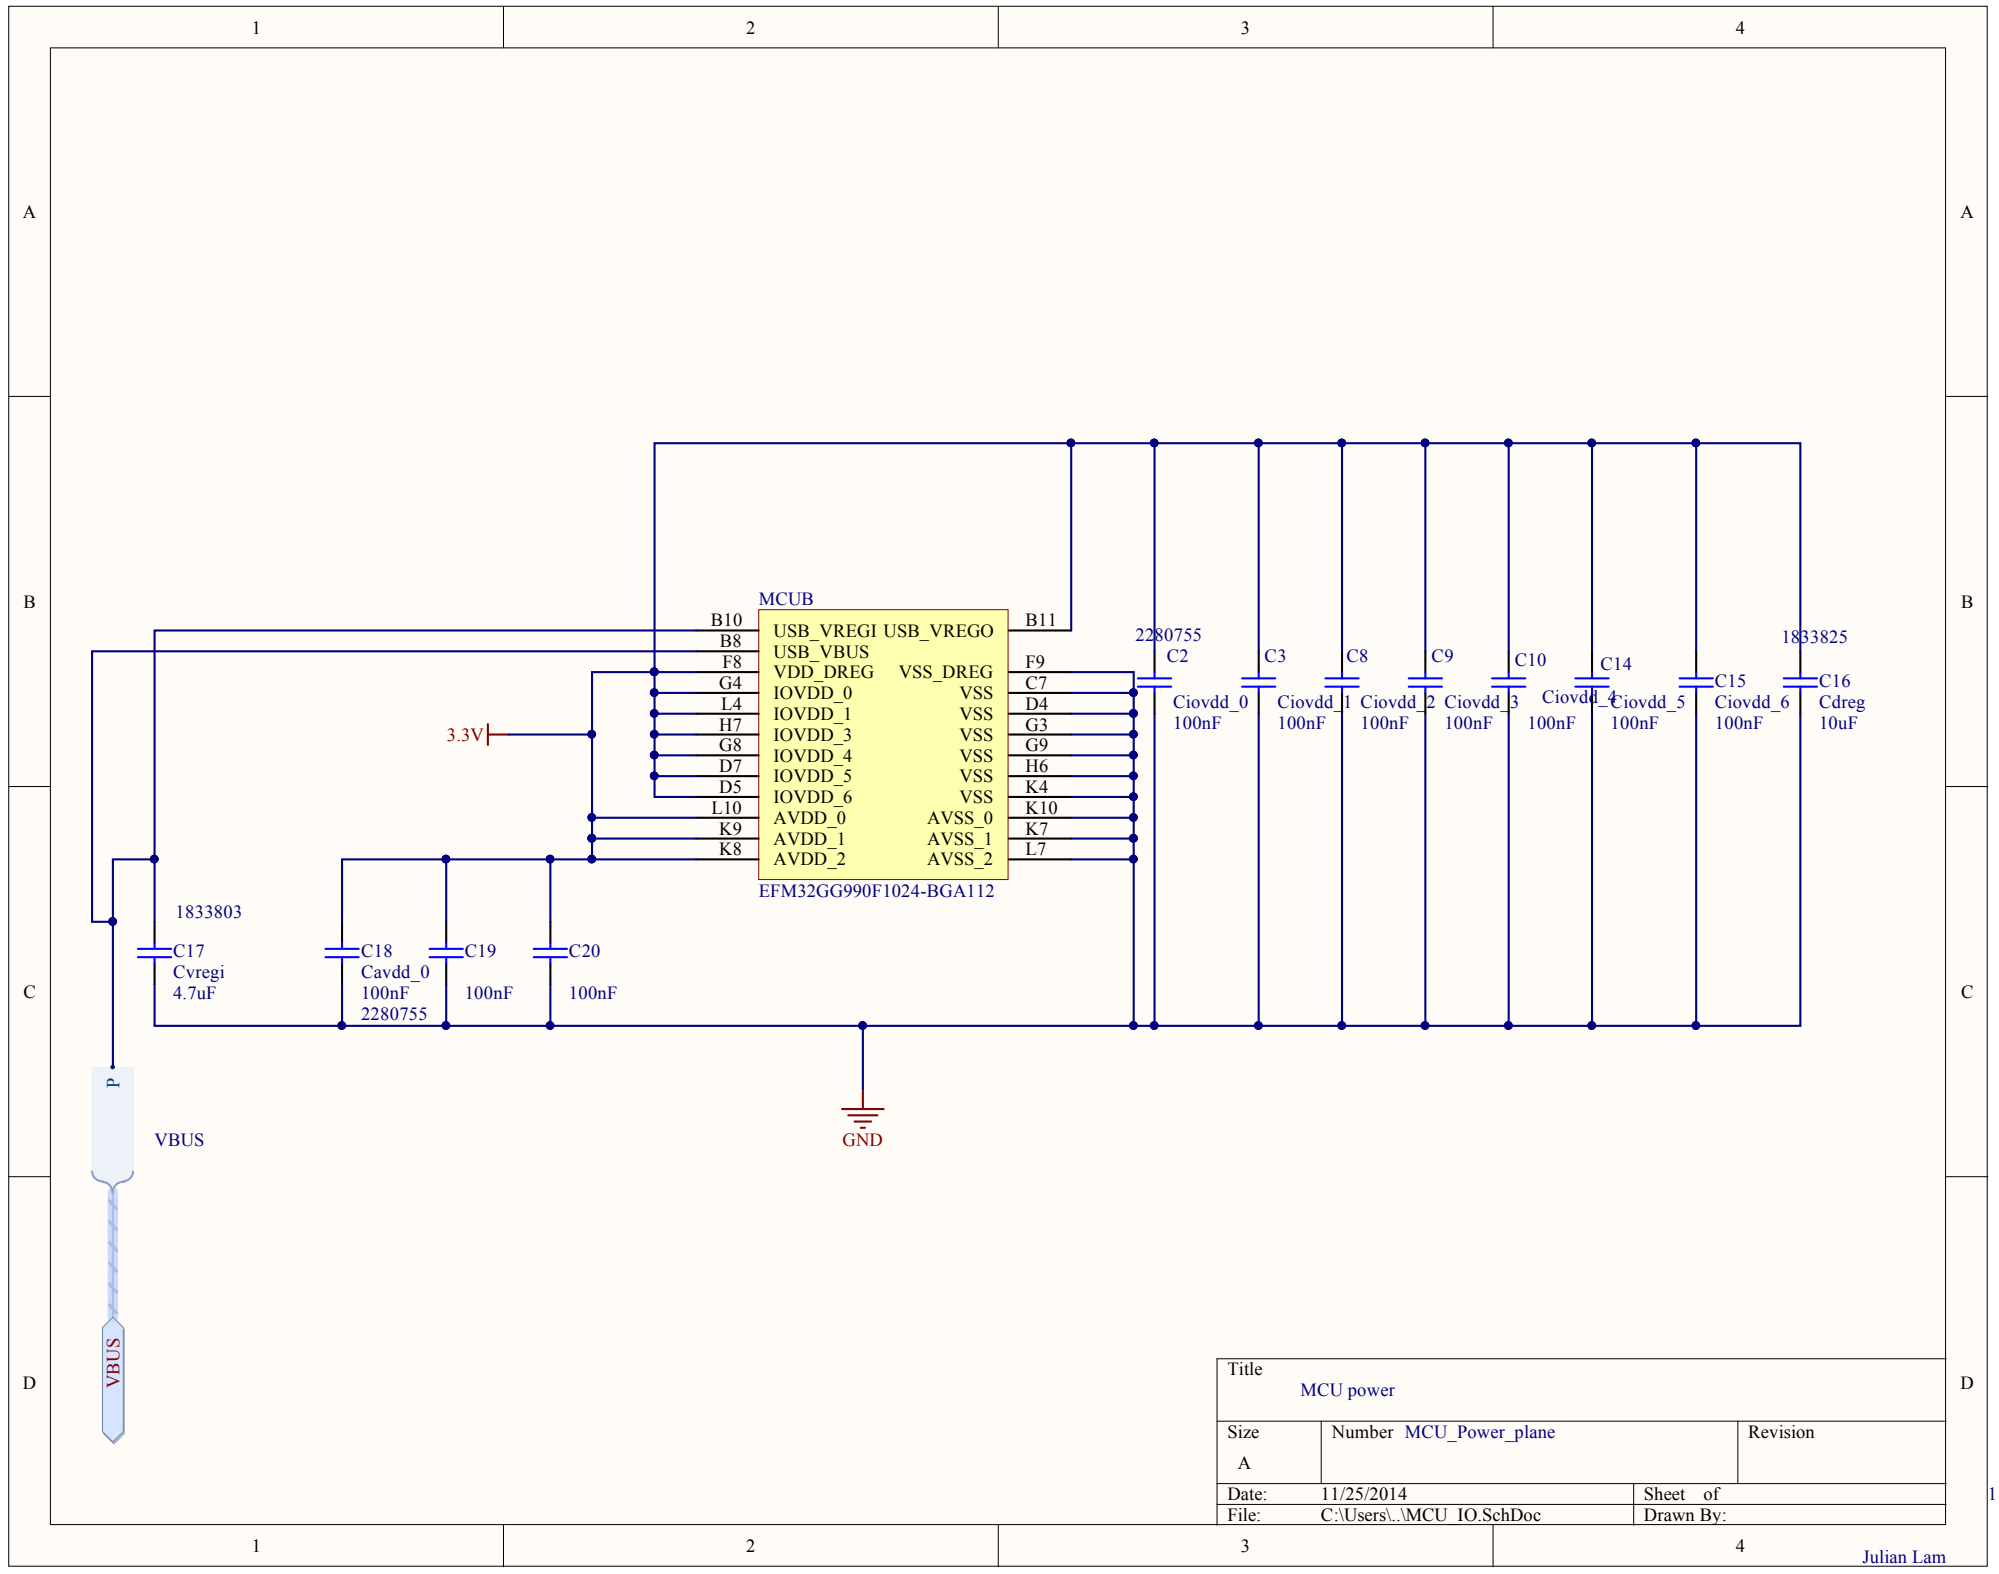 1 2 3 4
A A
B B
C C
D D
MCUB
B10 USB_VREGI USB_VREGO B11
B8 USB_VBUS
F8 VDD_DREG VSS_DREG F9
G4 IOVDD_0 VSS C7
L4 IOVDD_1 VSS D4
H7 IOVDD_3 VSS G3
G8 IOVDD_4 VSS G9
D7 IOVDD_5 VSS H6
D5 IOVDD_6 VSS K4
L10 AVDD_0 AVSS_0 K10
K9 AVDD_1 AVSS_1 K7
K8 AVDD_2 AVSS_2 L7
EFM32GG990F1024-BGA112
3.3V
2280755
C2
Ciovdd_0
100nF
C3
Ciovdd_1
100nF
C8
Ciovdd_2
100nF
C9
Ciovdd_3
100nF
C10
Ciovdd_4
100nF
C14
Ciovdd_5
100nF
C15
Ciovdd_6
100nF
1833825
C16
Cdreg
10uF
1833803
C17
Cvregi
4.7uF
C18
Cavdd_0
100nF
2280755
C19
100nF
C20
100nF
GND
P
VBUS
VBUS
Title
MCU power
Size
A
Number MCU_Power_plane
Revision
Date: 11/25/2014
Sheet of
1
File: C:\Users\..\MCU_IO.SchDoc
Drawn By:
Julian Lam
1 2 3 4